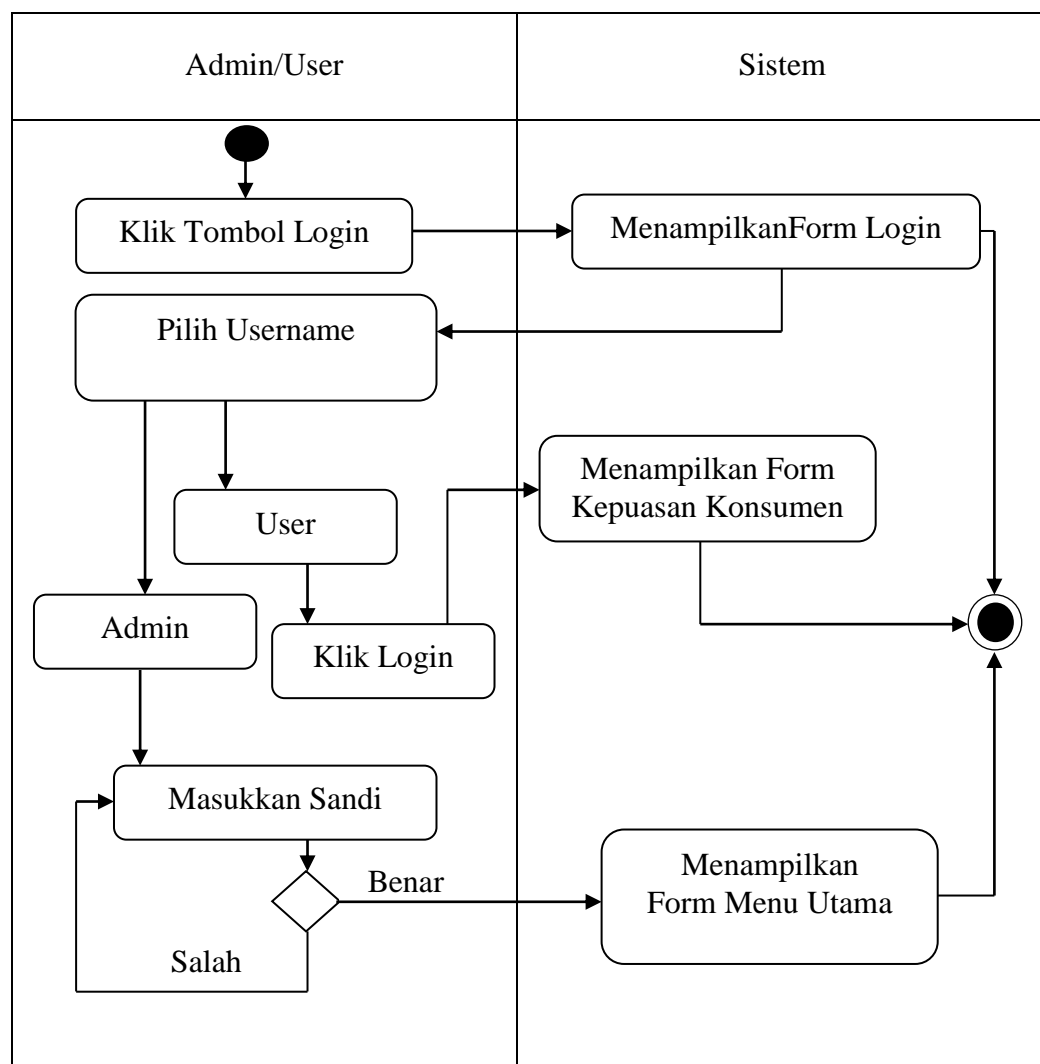 Admin/User
Sistem
Klik Tombol Login
MenampilkanForm Login
Pilih Username
Menampilkan Form
Kepuasan Konsumen
User
Admin
Klik Login
Masukkan Sandi
Benar
Menampilkan
Form Menu Utama
Salah